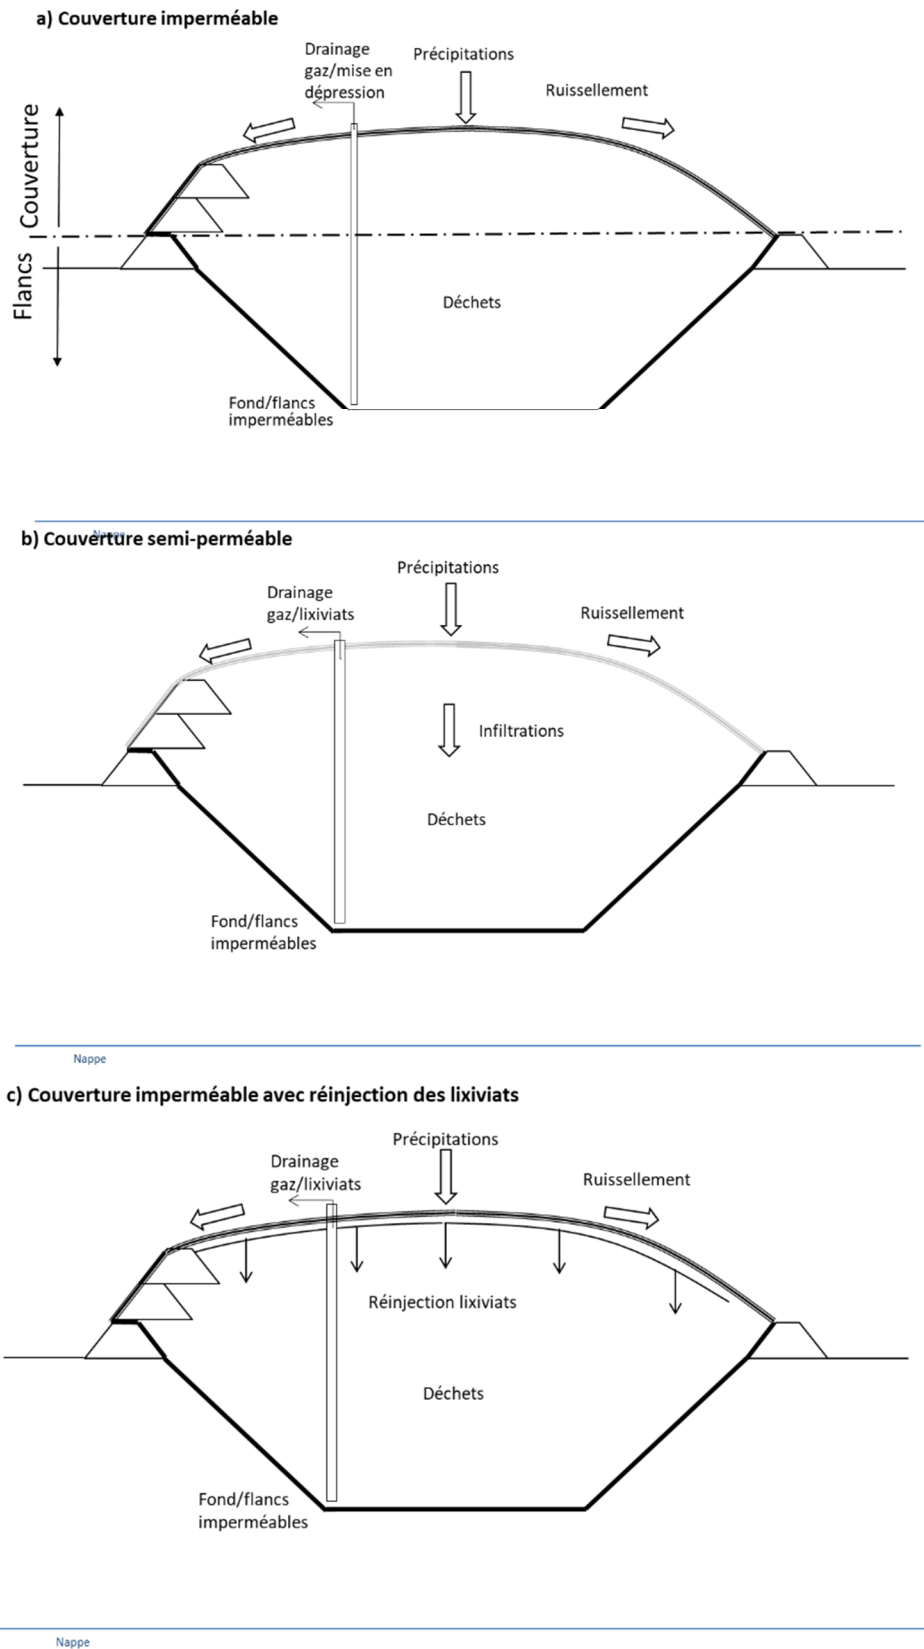 a) Couverture imperméable
Drainage
gaz/mise en
dépression
Précipitations
Ruissellement
Couverture
Flancs
Déchets
Fond/flancs
imperméables
Nappe
b) Couverture semi-perméable
Précipitations
Drainage
gaz/lixiviats
Ruissellement
Infiltrations
Déchets
Fond/flancs
imperméables
Nappe
c) Couverture imperméable avec réinjection des lixiviats
Précipitations
Drainage
gaz/lixiviats
Ruissellement
Réinjection lixiviats
Déchets
Fond/flancs
imperméables
Nappe